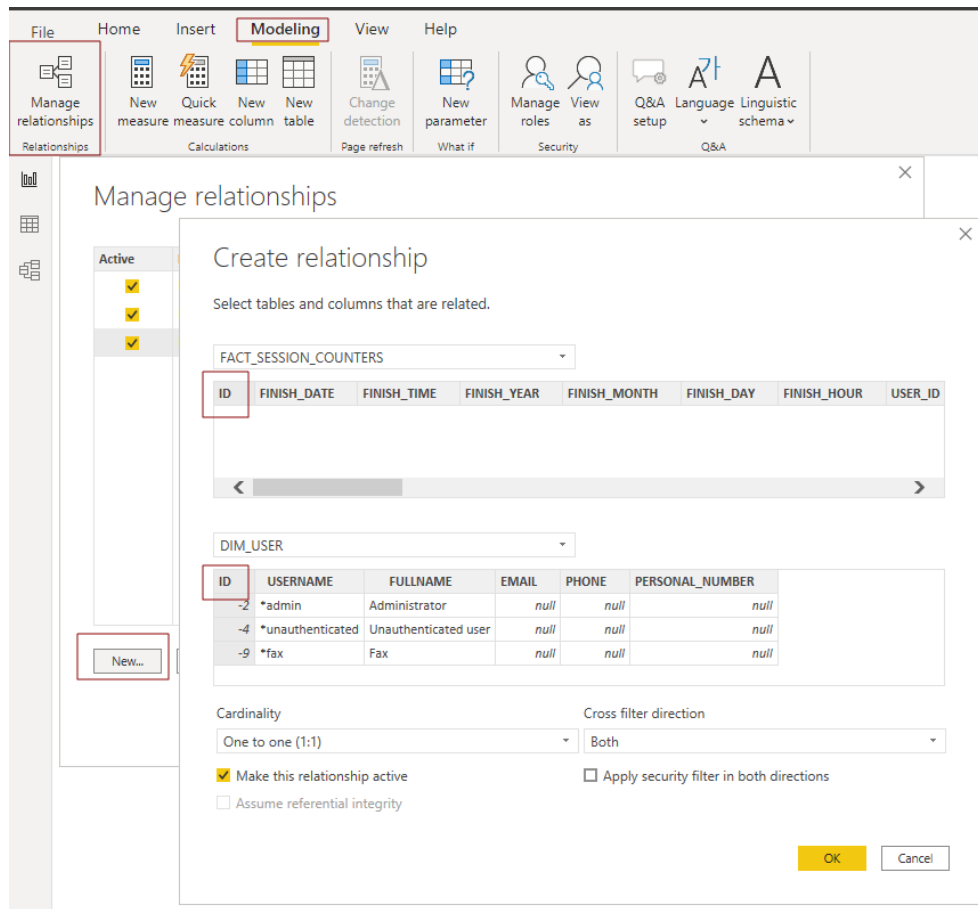 File Home Insert Modeling View Help
Manage relationships New measure Quick measure New column New table Change detection New parameter Manage roles View as Q&A setup Language Linguistic schema
Relationships Calculations Page refresh What if Security Q&A
Manage relationships
Active
Create relationship
Select tables and columns that are related.
FACT_SESSION_COUNTERS
ID FINISH_DATE FINISH_TIME FINISH_YEAR FINISH_MONTH FINISH_DAY FINISH_HOUR USER_ID
DIM_USER
ID USERNAME FULLNAME EMAIL PHONE PERSONAL_NUMBER
-2 *admin Administrator null null null
-4 *unauthenticated Unauthenticated user null null null
-9 *fax Fax null null null
New...
Cardinality Cross filter direction
One to one (1:1) Both
Make this relationship active Apply security filter in both directions
Assume referential integrity
OK Cancel